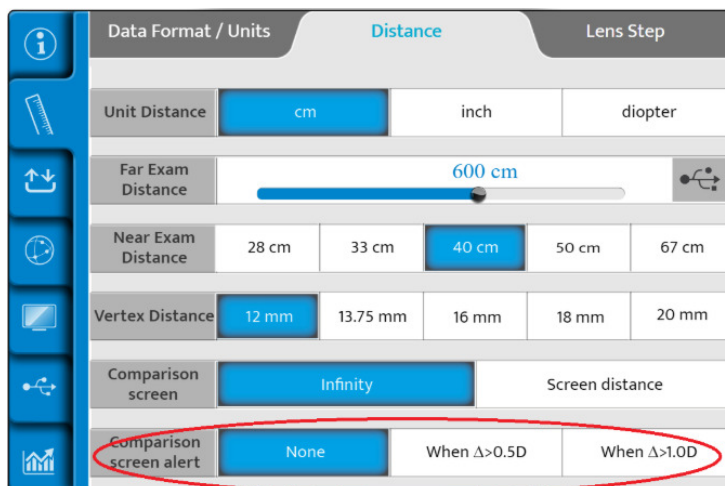 Data Format / Units Distance Lens Step
Unit Distance cm inch diopter
600 cm
Far Exam
Distance
Near Exam
Distance
28 cm 33 cm 40 cm 50 cm 67 cm
Vertex Distance 12 mm 13.75 mm 16 mm 18 mm 20 mm
Comparison
screen
Infinity Screen distance
Comparison
screen alert
None When Δ>0.5D When Δ>1.0D